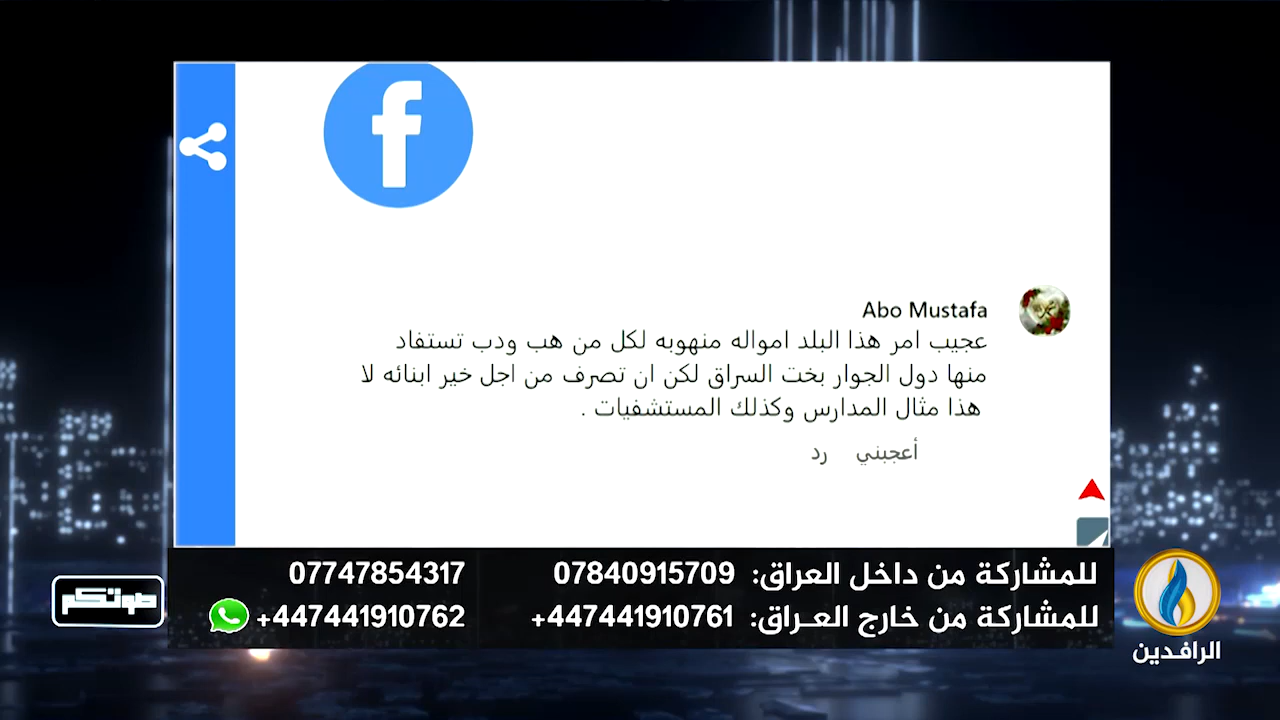 f
Abo Mustafa
عجيب امر هذا البلد امواله منهوبه لكل من هب ودب تستفاد
منها دول الجوار بخت السراق لكن ان تصرف من اجل خير ابنائه لا
هذا مثال المدارس وكذلك المستشفيات .
أعجبني رد
للمشاركة من داخل العراق: 07840915709 07747854317
للمشاركة من خارج العـراق: 447441910761+ 447441910762+
صوتكم
الرافدين